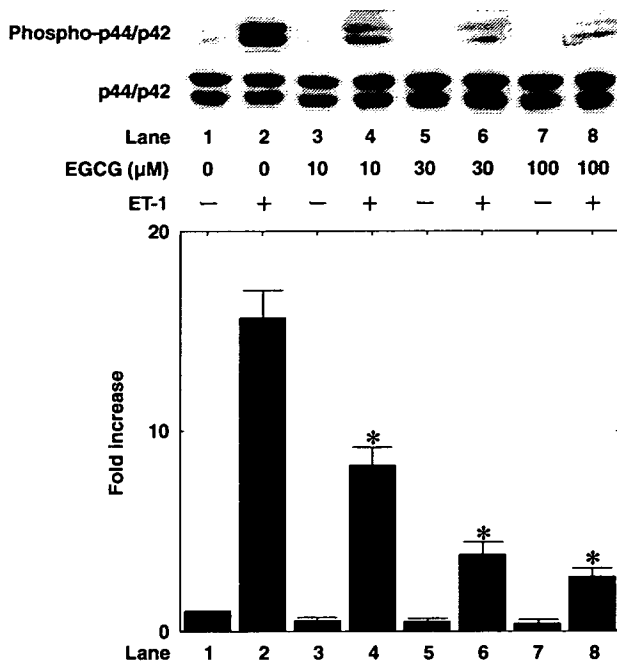 Phospho-p44/p42
p44/p42
Lane 1 2 3 4 5 6 7 8
EGCG (µM) 0 0 10 10 30 30 100 100
ET-1 − + − + − + − +
20
10
0
Fold increase
* * *
Lane 1 2 3 4 5 6 7 8